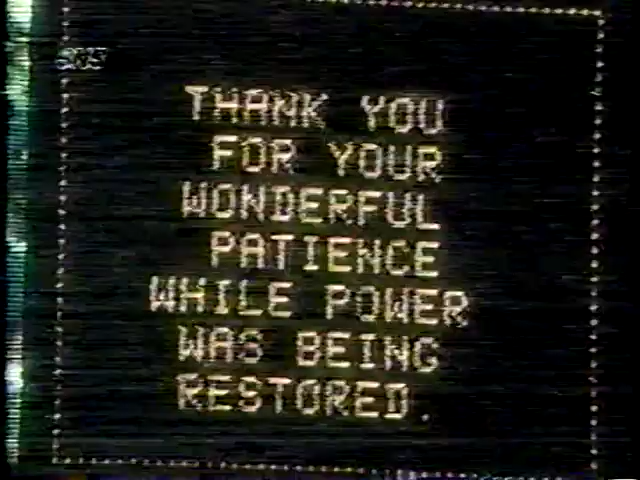 THANK YOU
FOR YOUR
WONDERFUL
PATIENCE
WHILE POWER
WAS BEING
RESTORED.